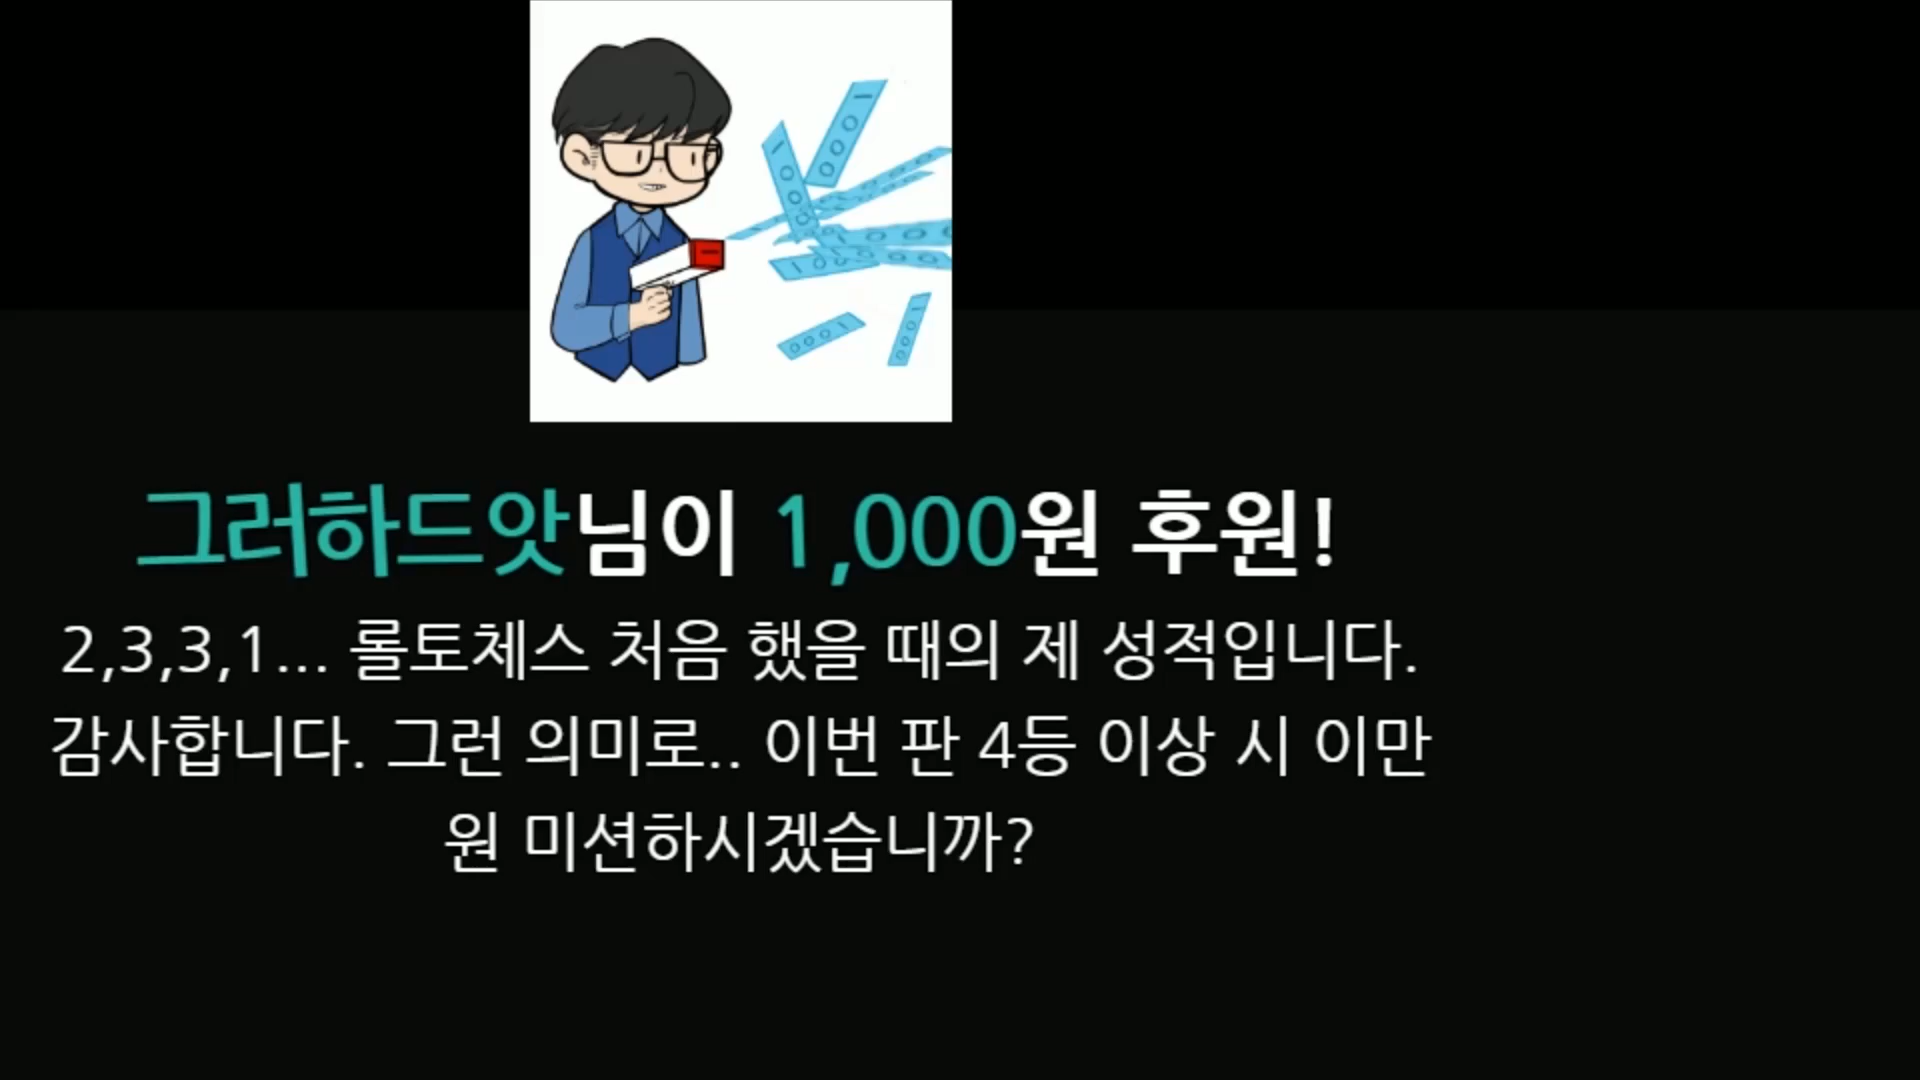 그러하드앗님이 1,000원 후원!
2,3,3,1... 롤토체스 처음 했을 때의 제 성적입니다.
감사합니다. 그런 의미로.. 이번 판 4등 이상 시 이만
원 미션하시겠습니까?